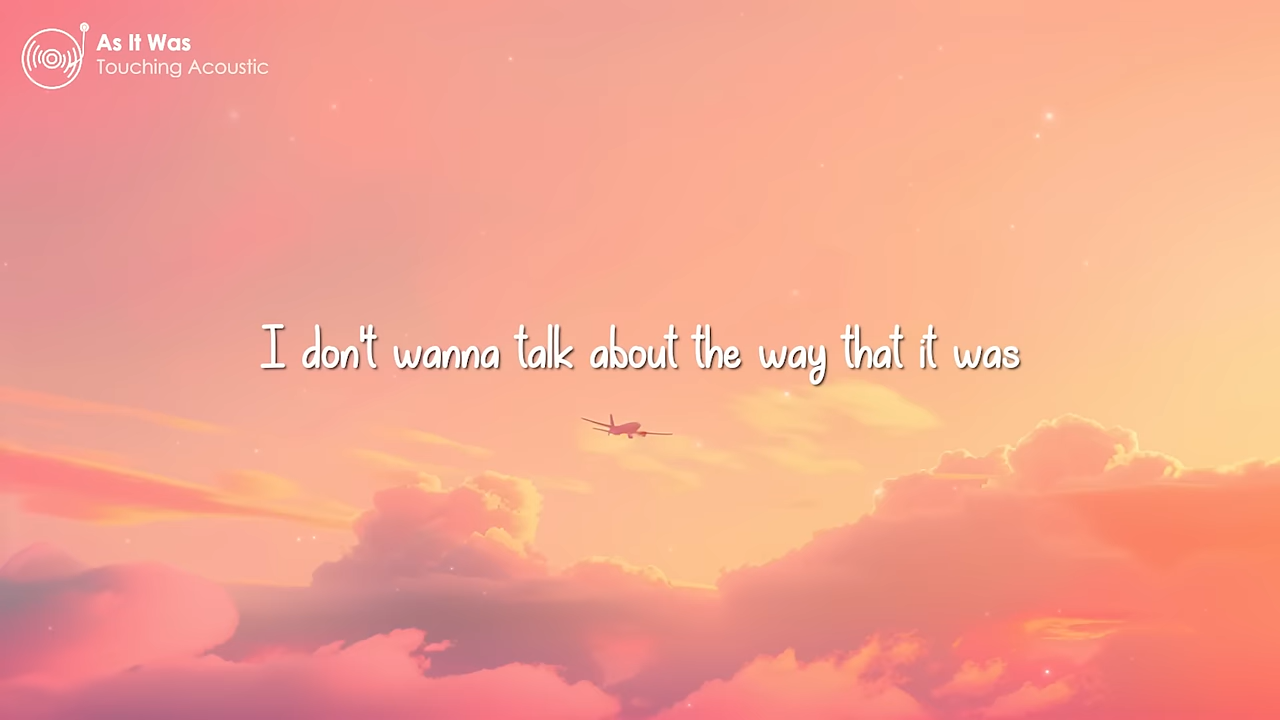 As It Was
Touching Acoustic
I don't wanna talk about the way that it was